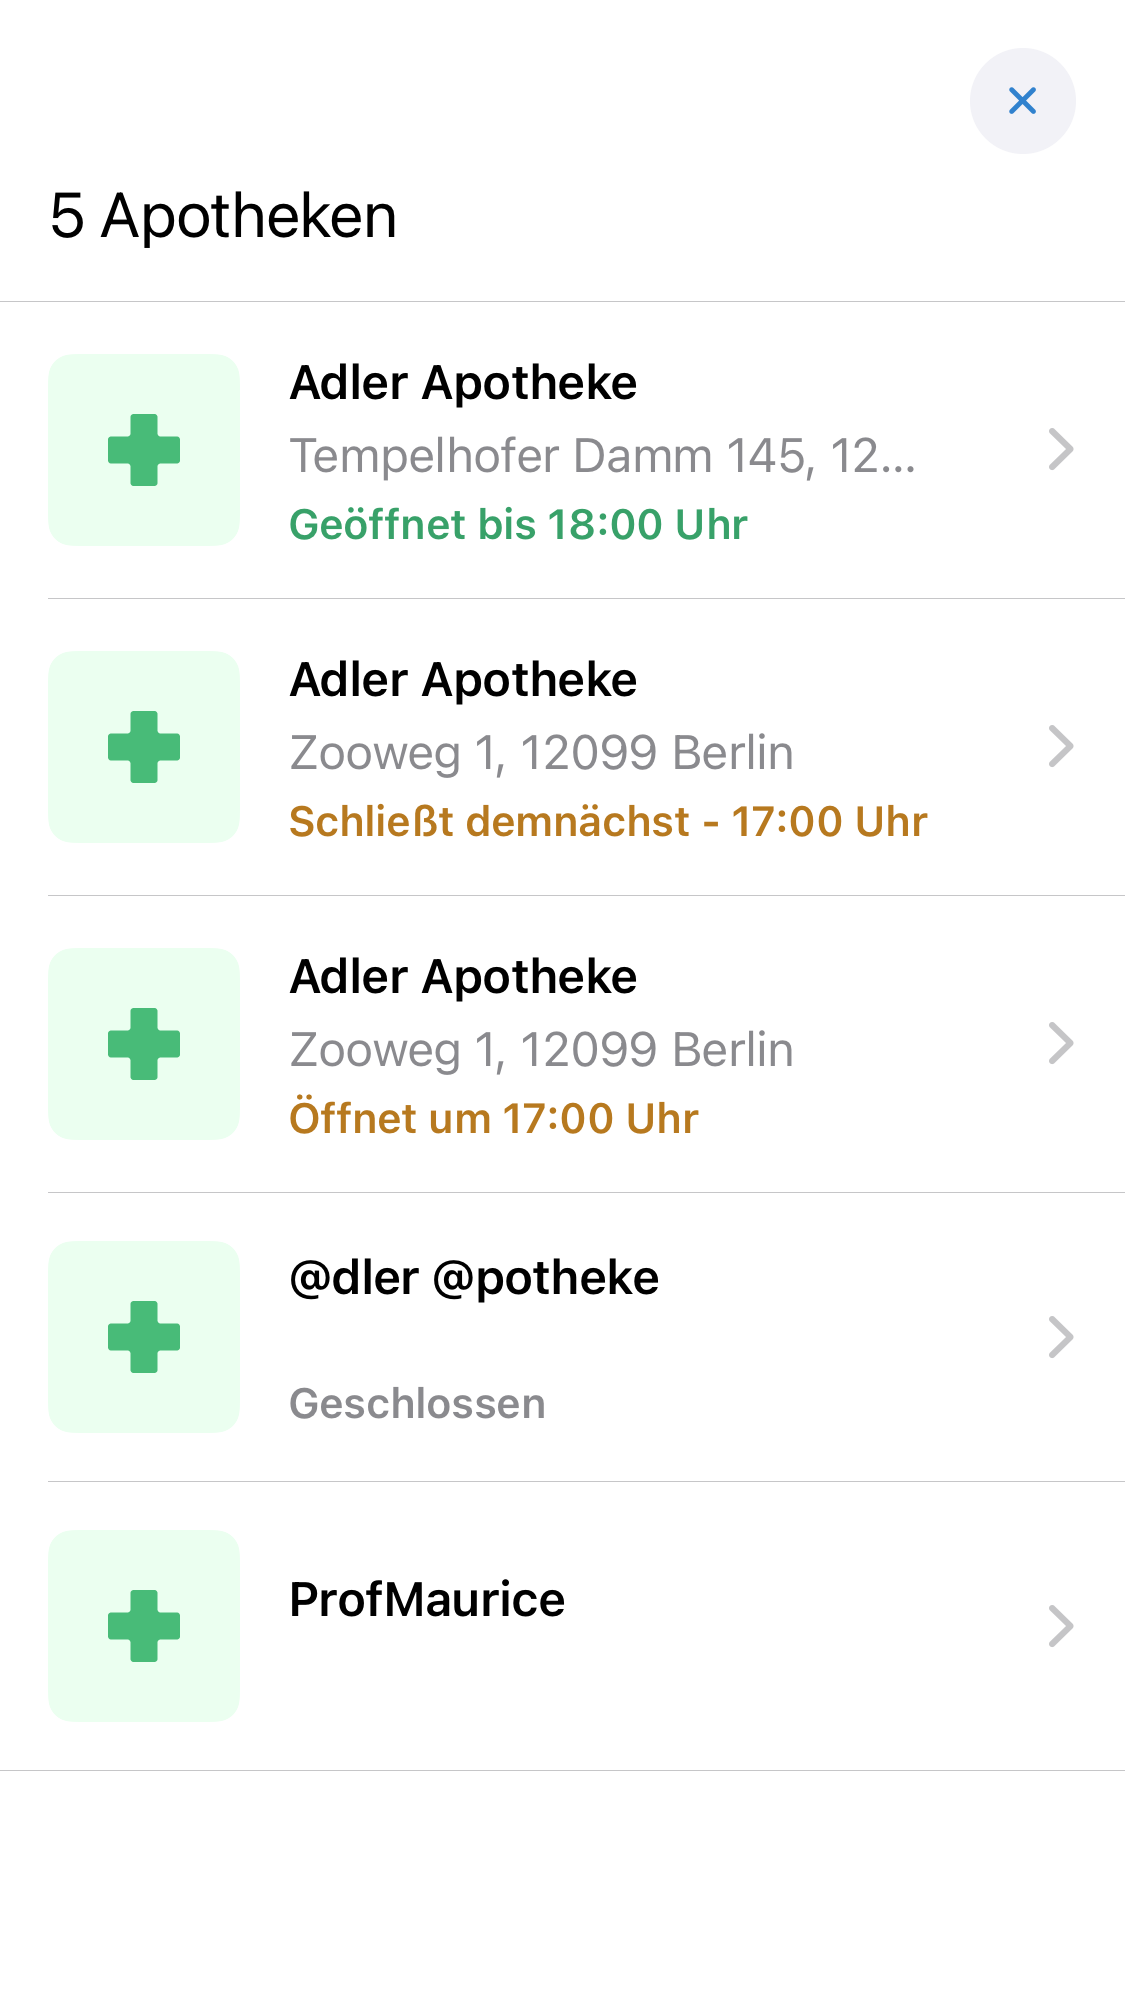 5 Apotheken
Adler Apotheke
Tempelhofer Damm 145, 12...
Geöffnet bis 18:00 Uhr
Adler Apotheke
Zooweg 1, 12099 Berlin
Schließt demnächst - 17:00 Uhr
Adler Apotheke
Zooweg 1, 12099 Berlin
Öffnet um 17:00 Uhr
@dler @potheke
Geschlossen
ProfMaurice